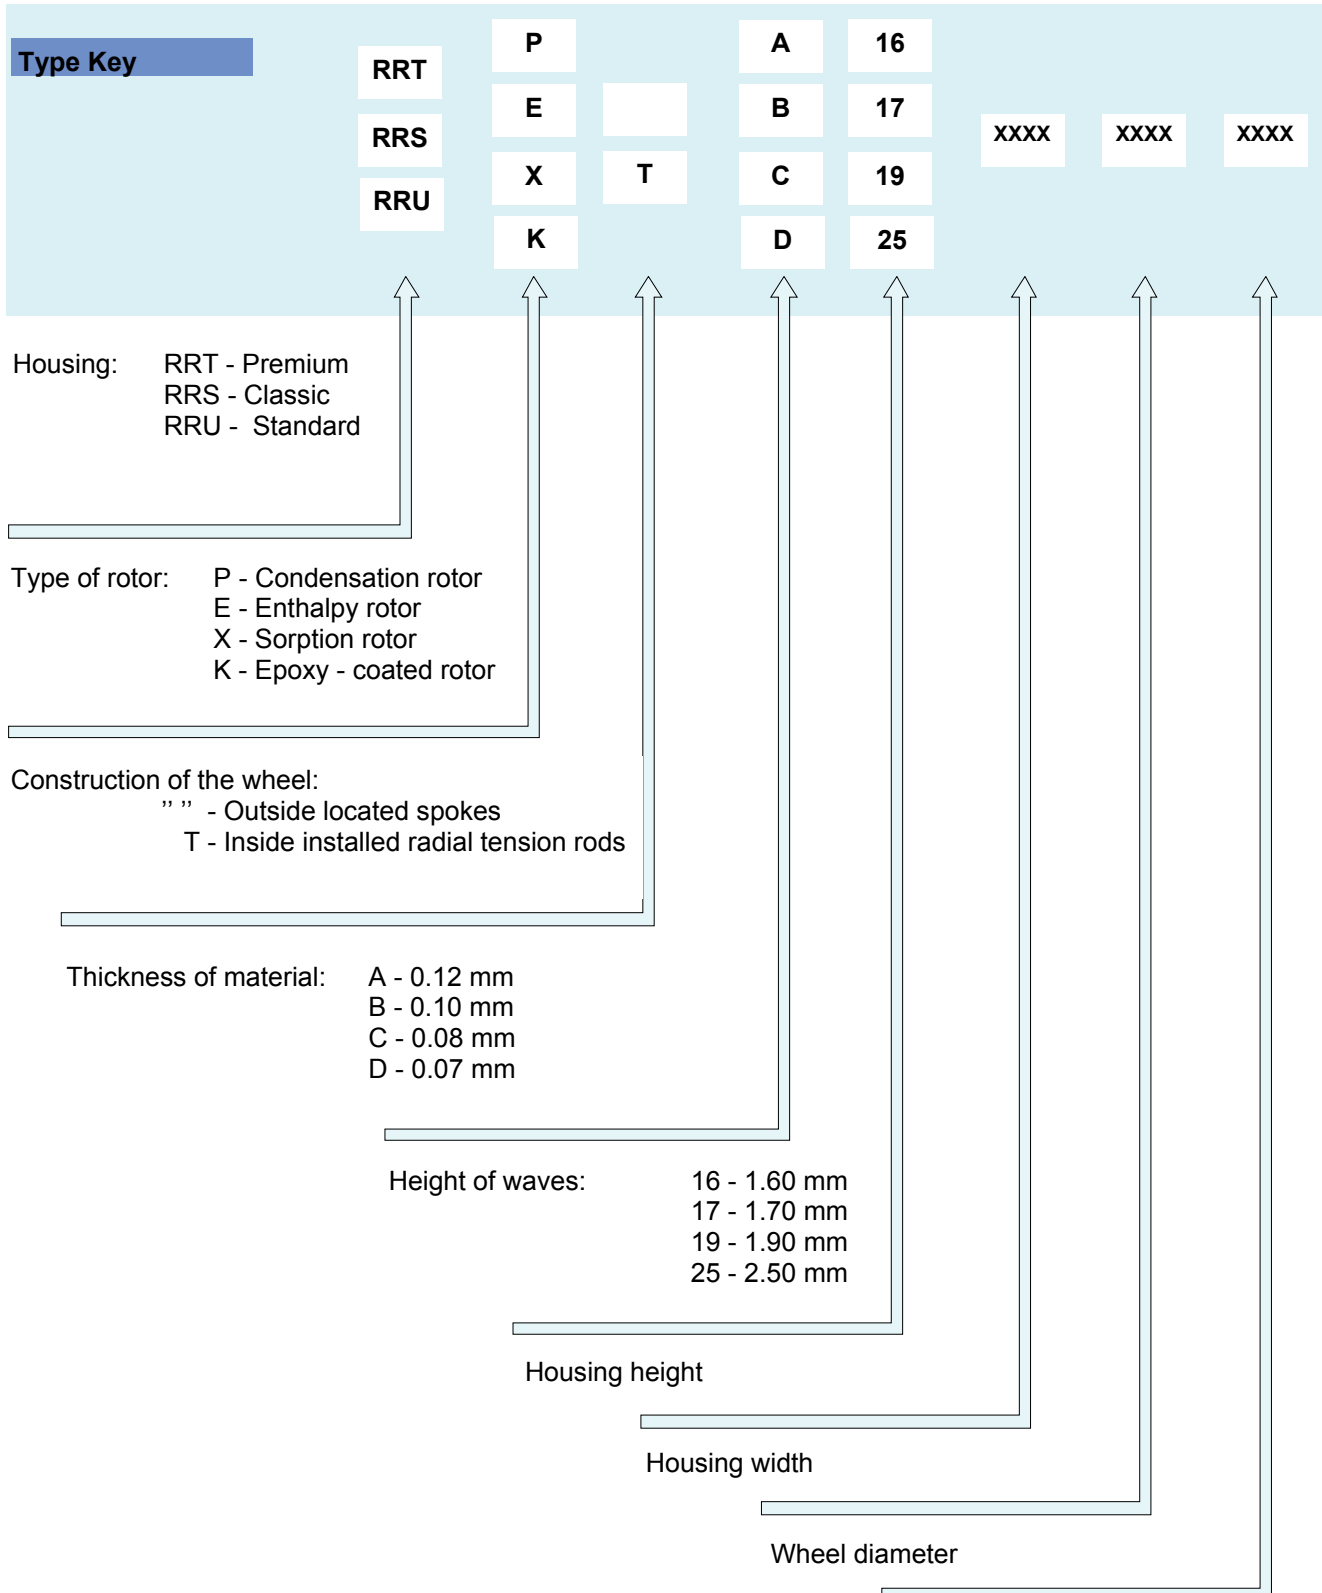 Type Key
RRT
RRS
RRU
P
E
X
K
T
A
B
C
D
16
17
19
25
XXXX
XXXX
XXXX
Housing: RRT - Premium
RRS - Classic
RRU - Standard
Type of rotor: P - Condensation rotor
E - Enthalpy rotor
X - Sorption rotor
K - Epoxy - coated rotor
Construction of the wheel:
’’ ’’ - Outside located spokes
T - Inside installed radial tension rods
Thickness of material: A - 0.12 mm
B - 0.10 mm
C - 0.08 mm
D - 0.07 mm
Height of waves: 16 - 1.60 mm
17 - 1.70 mm
19 - 1.90 mm
25 - 2.50 mm
Housing height
Housing width
Wheel diameter